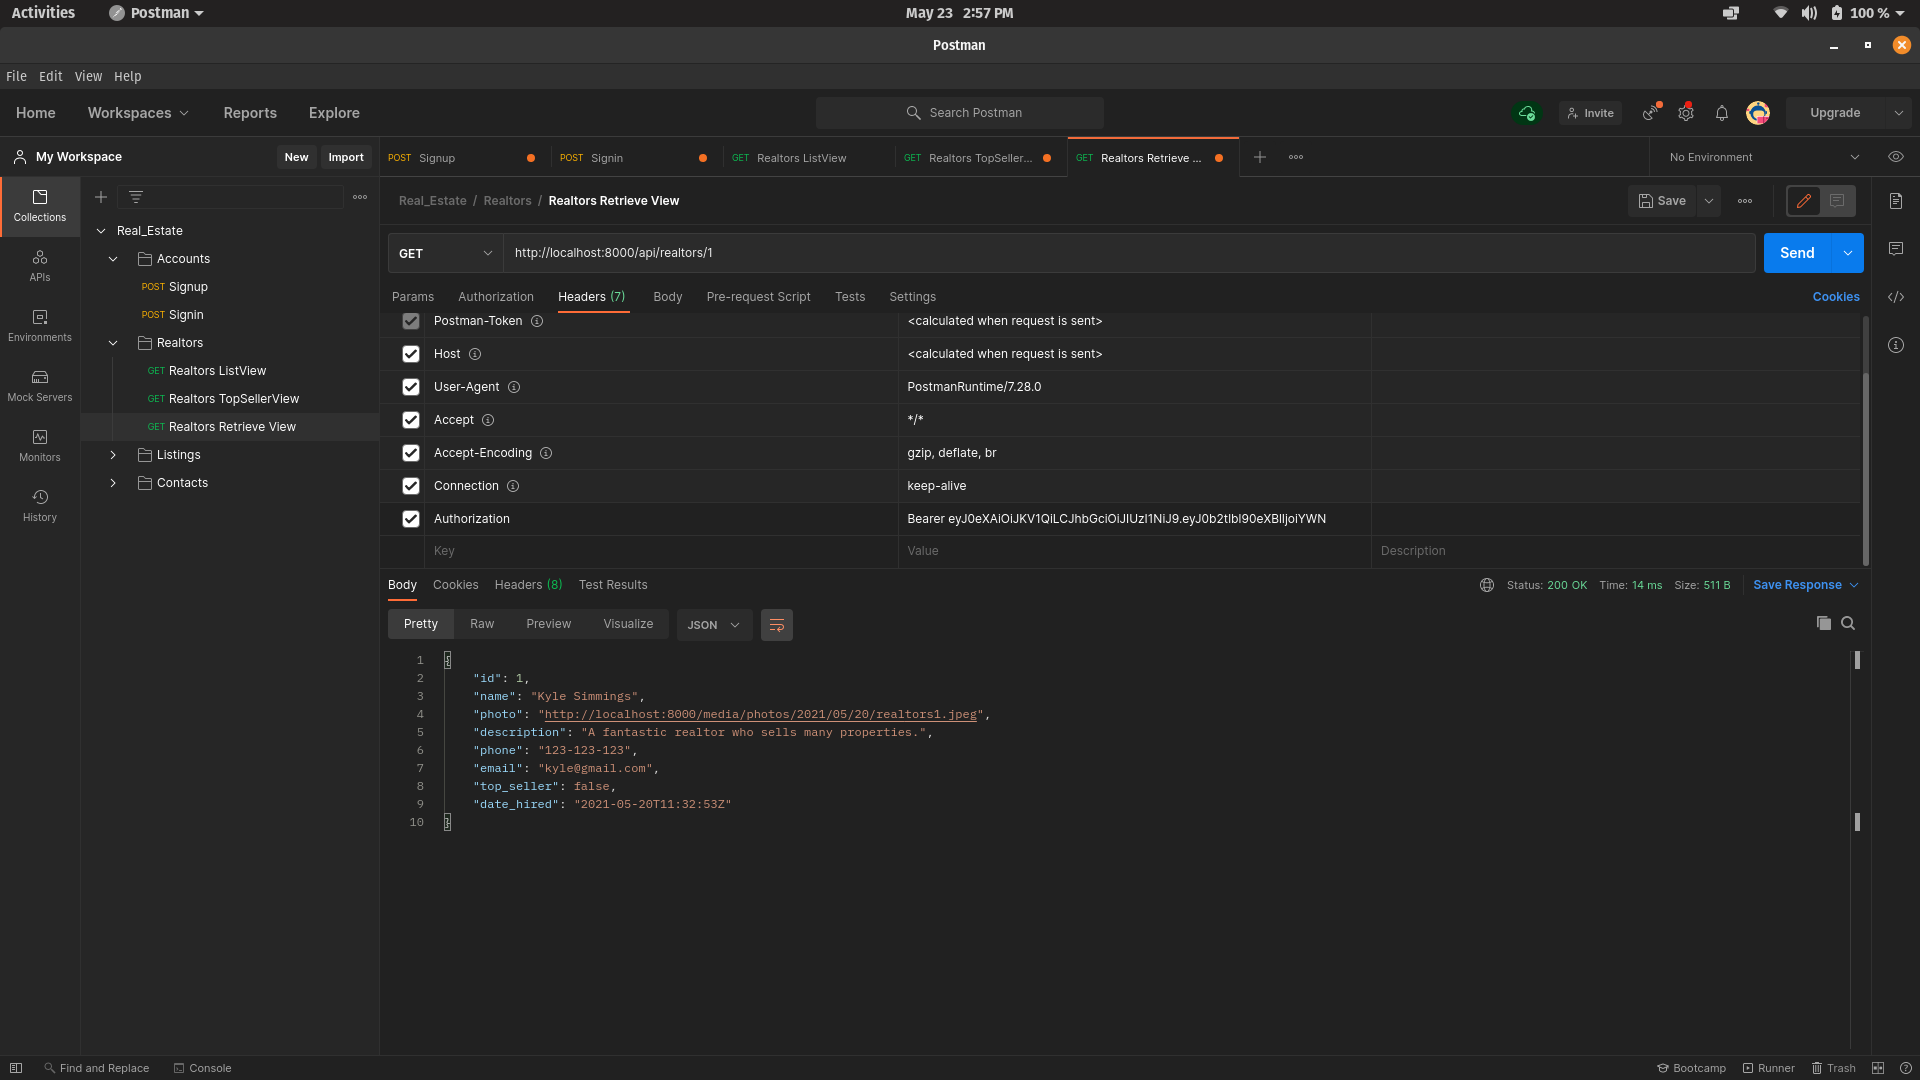 Activities Postman May 23 2:57 PM 100 %
Postman
File Edit View Help
Home Workspaces Reports Explore Search Postman Invite Upgrade
My Workspace New Import
POST Signup POST Signin GET Realtors ListView GET Realtors TopSeller... GET Realtors Retrieve ... No Environment
Collections
APIs
Environments
Mock Servers
Monitors
History
Real_Estate
Accounts
POST Signup
POST Signin
Realtors
GET Realtors ListView
GET Realtors TopSellerView
GET Realtors Retrieve View
Listings
Contacts
Real_Estate / Realtors / Realtors Retrieve View Save
GET http://localhost:8000/api/realtors/1 Send
Params Authorization Headers (7) Body Pre-request Script Tests Settings Cookies
Postman-Token <calculated when request is sent>
Host <calculated when request is sent>
User-Agent PostmanRuntime/7.28.0
Accept */*
Accept-Encoding gzip, deflate, br
Connection keep-alive
Authorization Bearer
Key Value Description
Body Cookies Headers (8) Test Results Status: 200 OK Time: 14 ms Size: 511 B Save Response
Pretty Raw Preview Visualize JSON
1 {
2 "id": 1,
3 "name": "Kyle Simmings",
4 "photo": "http://localhost:8000/media/photos/2021/05/20/realtors1.jpeg",
5 "description": "A fantastic realtor who sells many properties.",
6 "phone": "123-123-123",
7 "email": "kyle@gmail.com",
8 "top_seller": false,
9 "date_hired": "2021-05-20T11:32:53Z"
10 }
Find and Replace Console Bootcamp Runner Trash